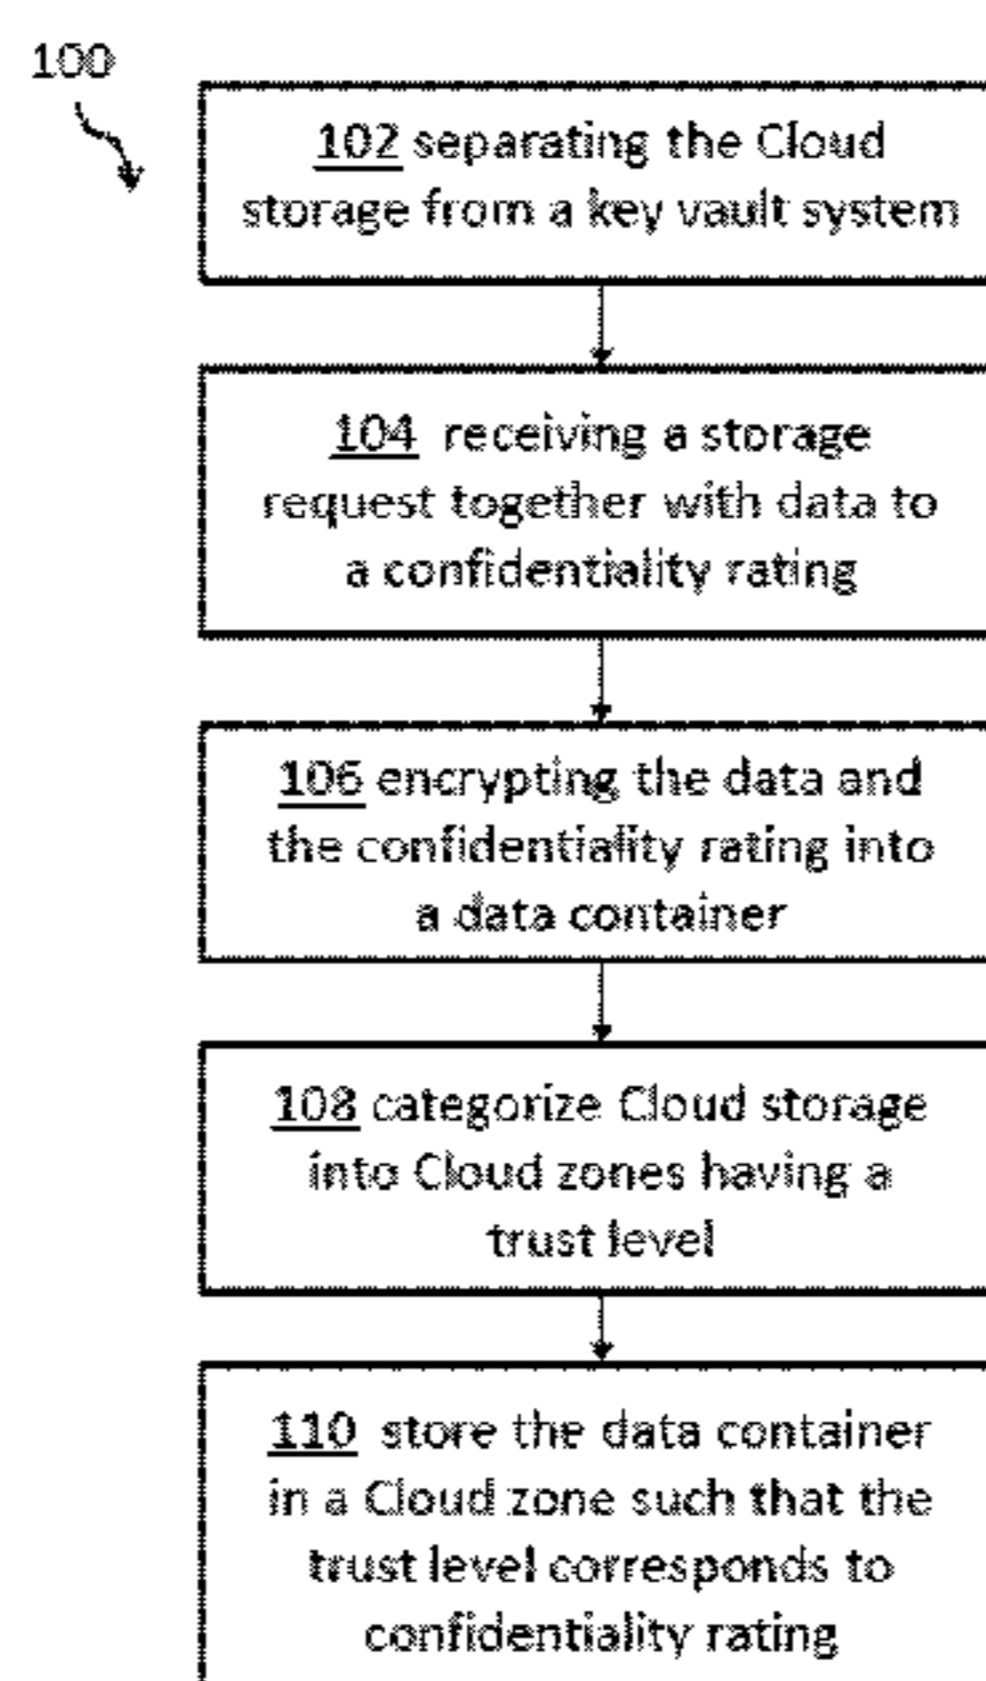 100
102 separating the Cloud
storage from a key vault system
104 receiving a storage
request together with data to
a confidentiality rating
106 encrypting the data and
the confidentiality rating into
a data container
108 categorize Cloud storage
into Cloud zones having a
trust level
110 store the data container
in a Cloud zone such that the
trust level corresponds to
confidentiality rating